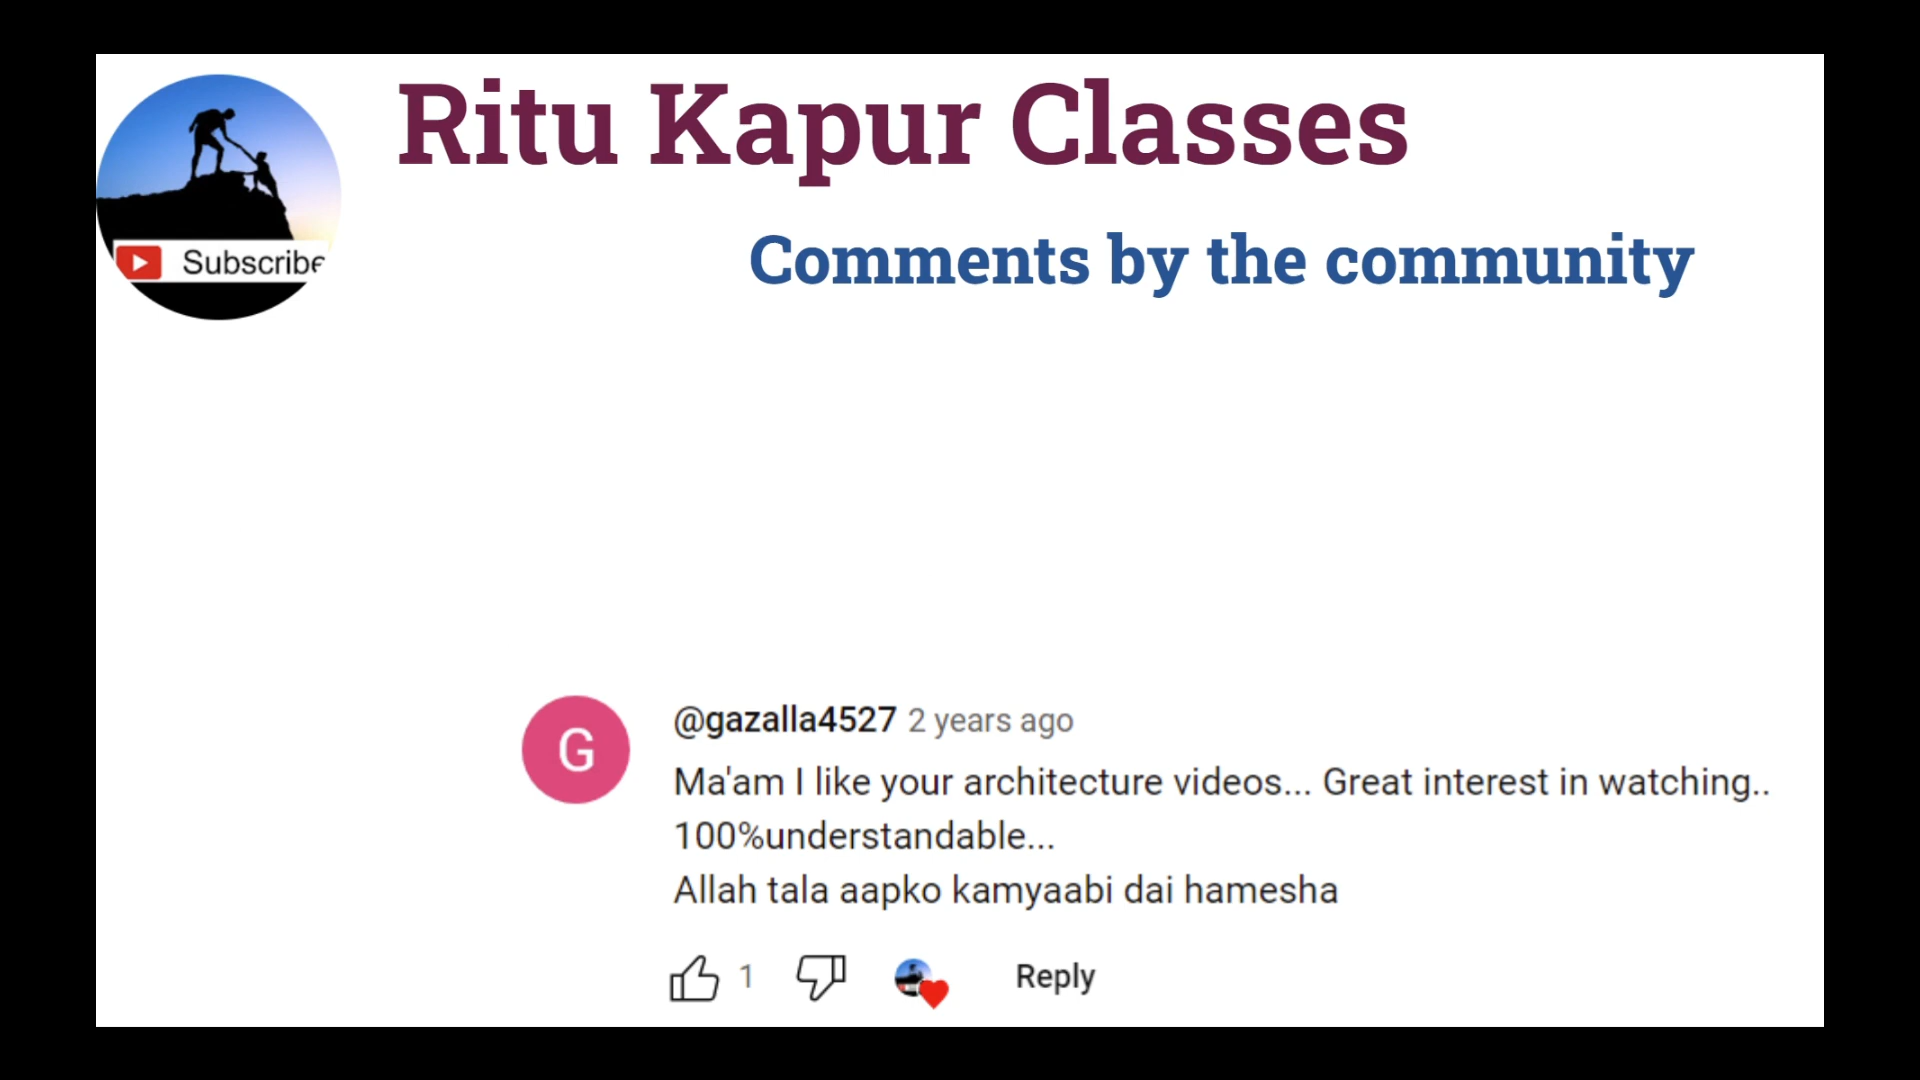 Ritu Kapur Classes
Comments by the community
Subscribe
G
@gazalla4527 2 years ago
Ma'am I like your architecture videos... Great interest in watching..
100%understandable...
Allah tala aapko kamyaabi dai hamesha
1
Reply